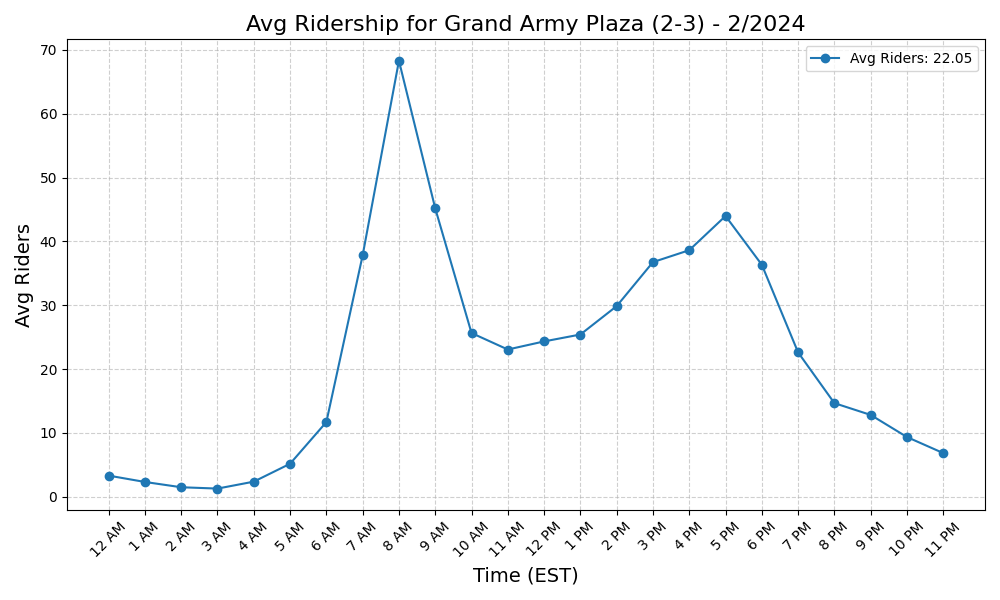 Avg Ridership for Grand Army Plaza (2-3) - 2/2024
Avg Riders: 22.05
70
60
50
40
30
20
10
0
Avg Riders
12 AM
1 AM
2 AM
3 AM
4 AM
5 AM
6 AM
7 AM
8 AM
9 AM
10 AM
11 AM
12 PM
1 PM
2 PM
3 PM
4 PM
5 PM
6 PM
7 PM
8 PM
9 PM
10 PM
11 PM
Time (EST)